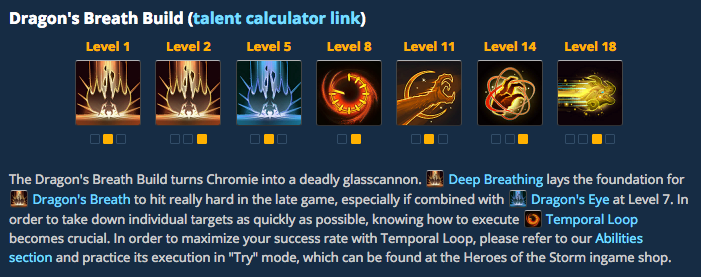 Dragon's Breath Build (talent calculator link)
Level 1 Level 2 Level 5 Level 8 Level 11 Level 14 Level 18
The Dragon's Breath Build turns Chromie into a deadly glasscannon. Deep Breathing lays the foundation for
Dragon's Breath to hit really hard in the late game, especially if combined with Dragon's Eye at Level 7. In
order to take down individual targets as quickly as possible, knowing how to execute Temporal Loop
becomes crucial. In order to maximize your success rate with Temporal Loop, please refer to our Abilities
section and practice its execution in "Try" mode, which can be found at the Heroes of the Storm ingame shop.